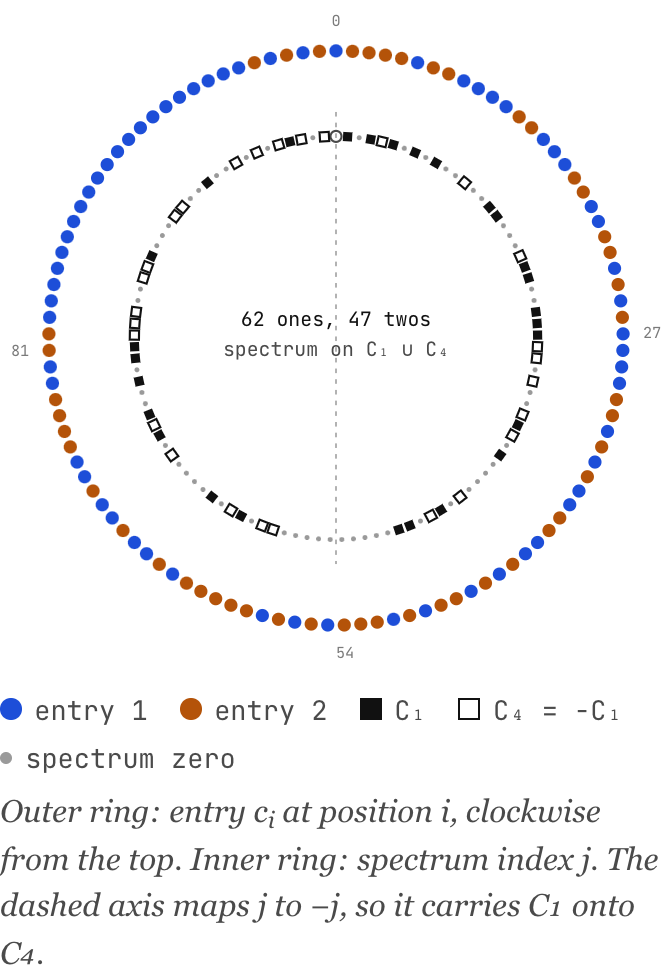 0
62 ones, 47 twos
27
81
spectrum on C₁ ∪ C₄
54
entry 1 entry 2 C₁ C₄ = -C₁
spectrum zero
Outer ring: entry cᵢ at position i, clockwise
from the top. Inner ring: spectrum index j. The
dashed axis maps j to −j, so it carries C1 onto
C4.